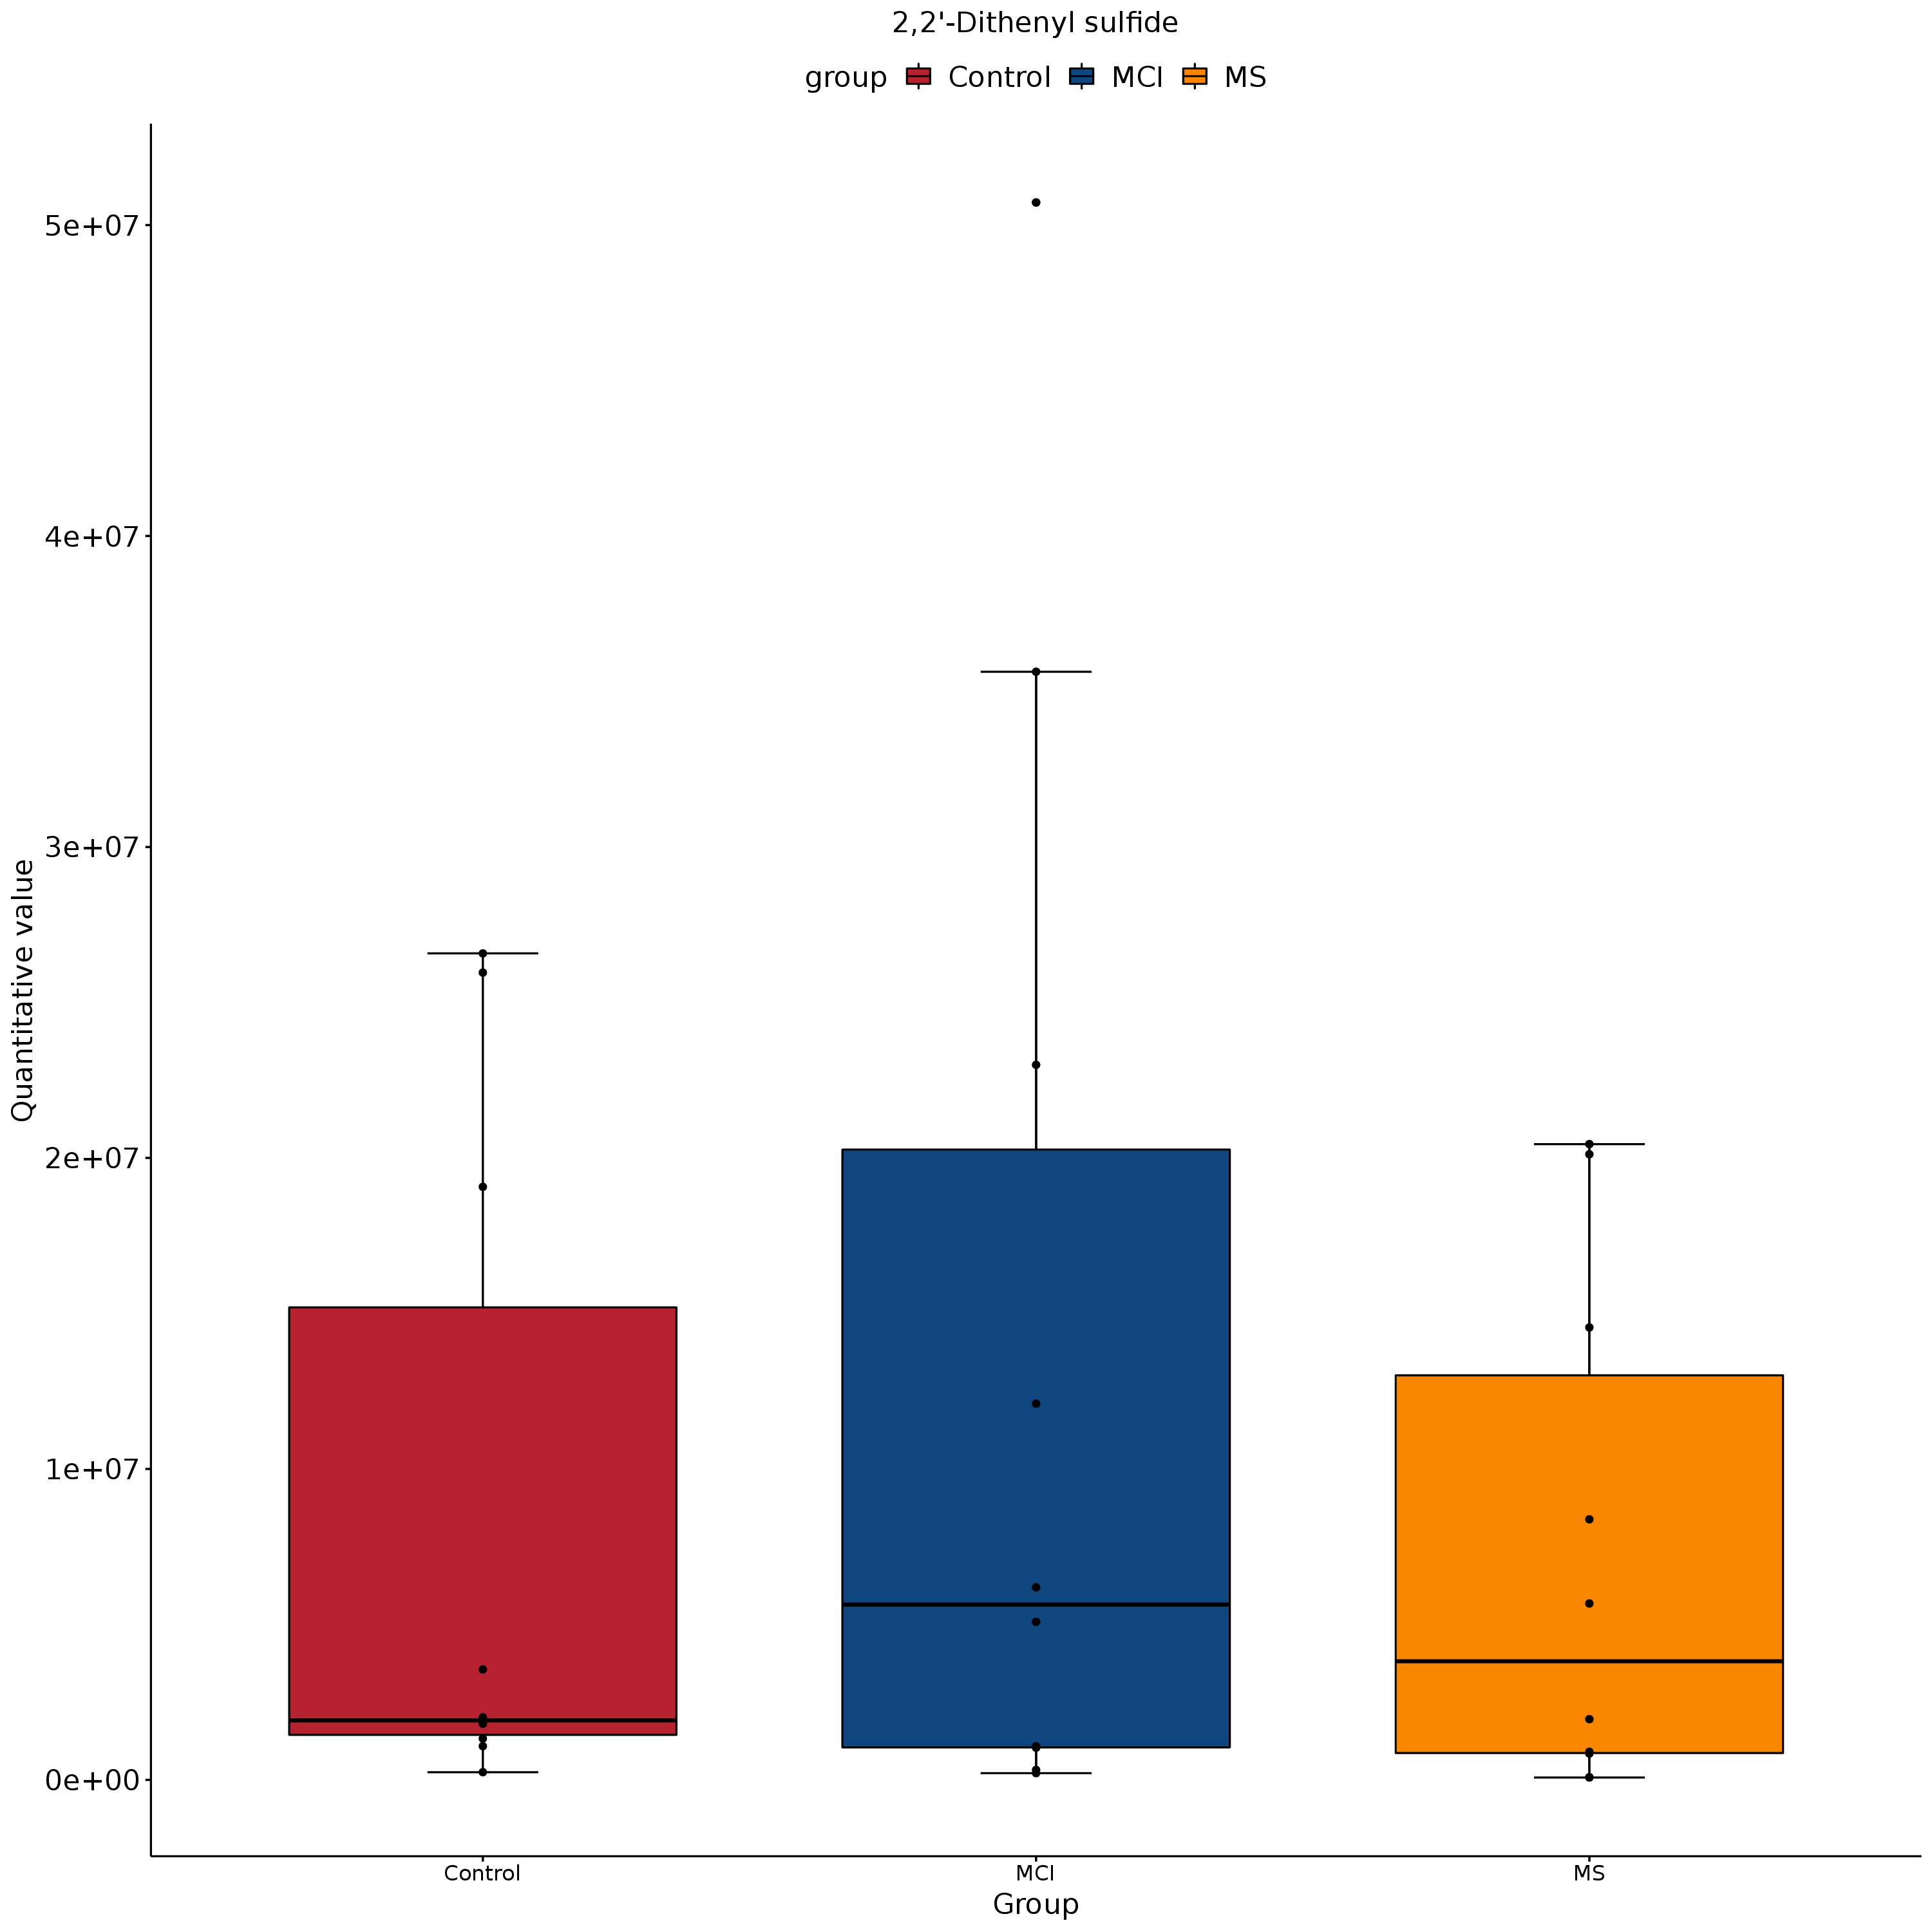 2,2'-Dithenyl sulfide
group Control MCI MS
5e+07
4e+07
3e+07
2e+07
1e+07
0e+00
Quantitative value
Control MCI MS
Group